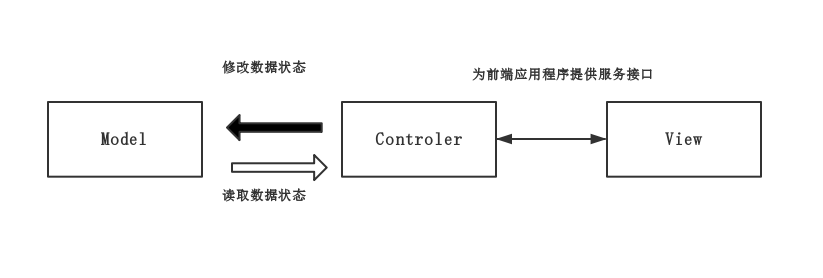 修改数据状态
为前端应用程序提供服务接口
Model
Controler
View
读取数据状态